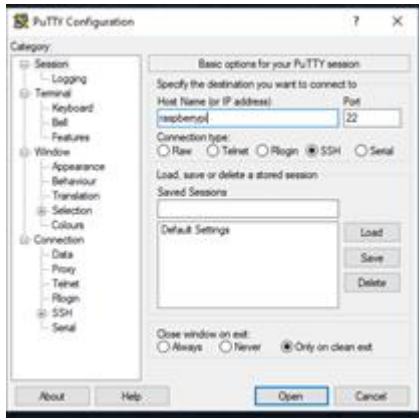 PuTTY Configuration ? ×
Category:
Session
Logging
Terminal
Keyboard
Bell
Features
Window
Appearance
Behaviour
Translation
Selection
Colours
Connection
Data
Proxy
Telnet
Rlogin
SSH
Serial
Basic options for your PuTTY session
Specify the destination you want to connect to
Host Name (or IP address) Port
raspberrypi 22
Connection type:
Raw Telnet Rlogin SSH Serial
Load, save or delete a stored session
Saved Sessions
Default Settings
Load
Save
Delete
Close window on exit:
Always Never Only on clean exit
About Help Open Cancel